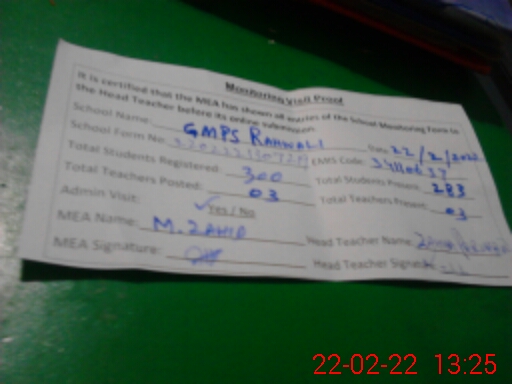 Monitoring Visit Proof
It is certified that the MEA has shown all entries of the School Monitoring Form to
the Head Teacher before its online submission.
School Name: GMPS RAHWALI Date 22/2/2022
School Form No: EMIS Code:
Total Students Registered: 300 Total Students Present: 283
Total Teachers Posted: 03 Total Teachers Present: 03
Admin Visit: ✓ Yes / No
MEA Name: M. ZAHID Head Teacher Name
MEA Signature: Head Teacher Signature
22-02-22 13:25